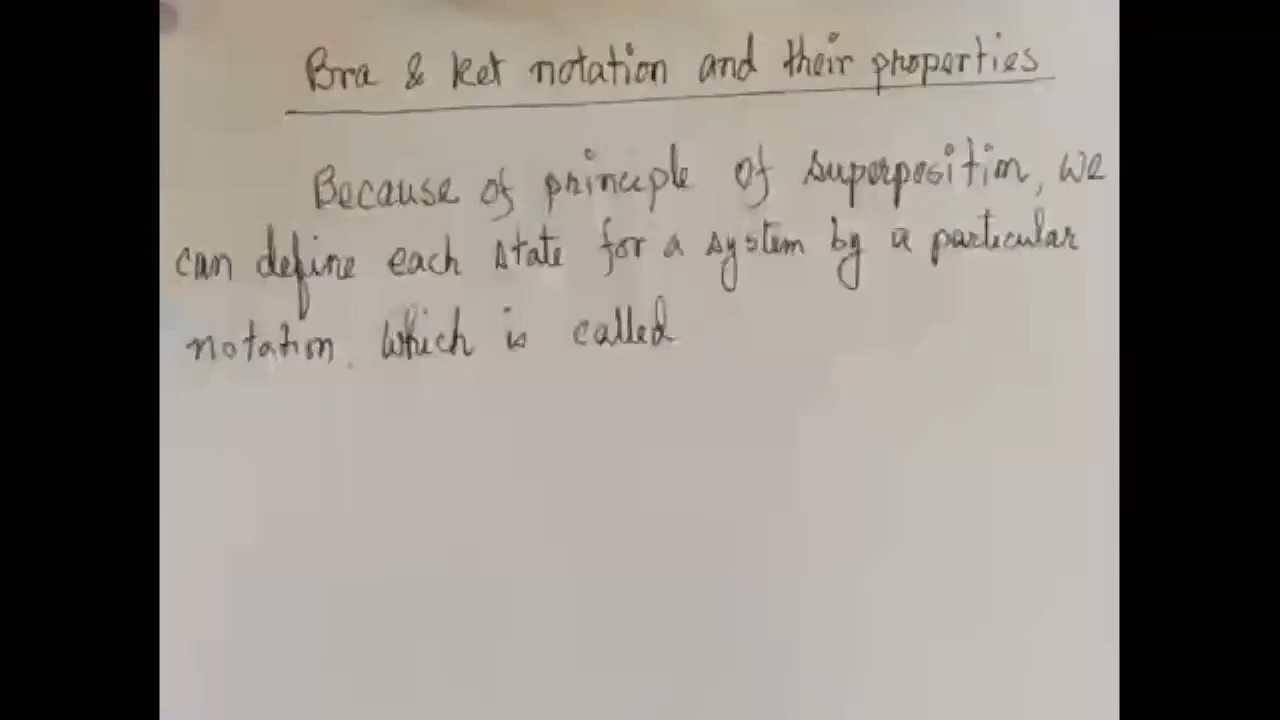 Bra & ket notation and their properties
Because of principle of superposition, we
can define each state for a system by a particular
notation. which is called